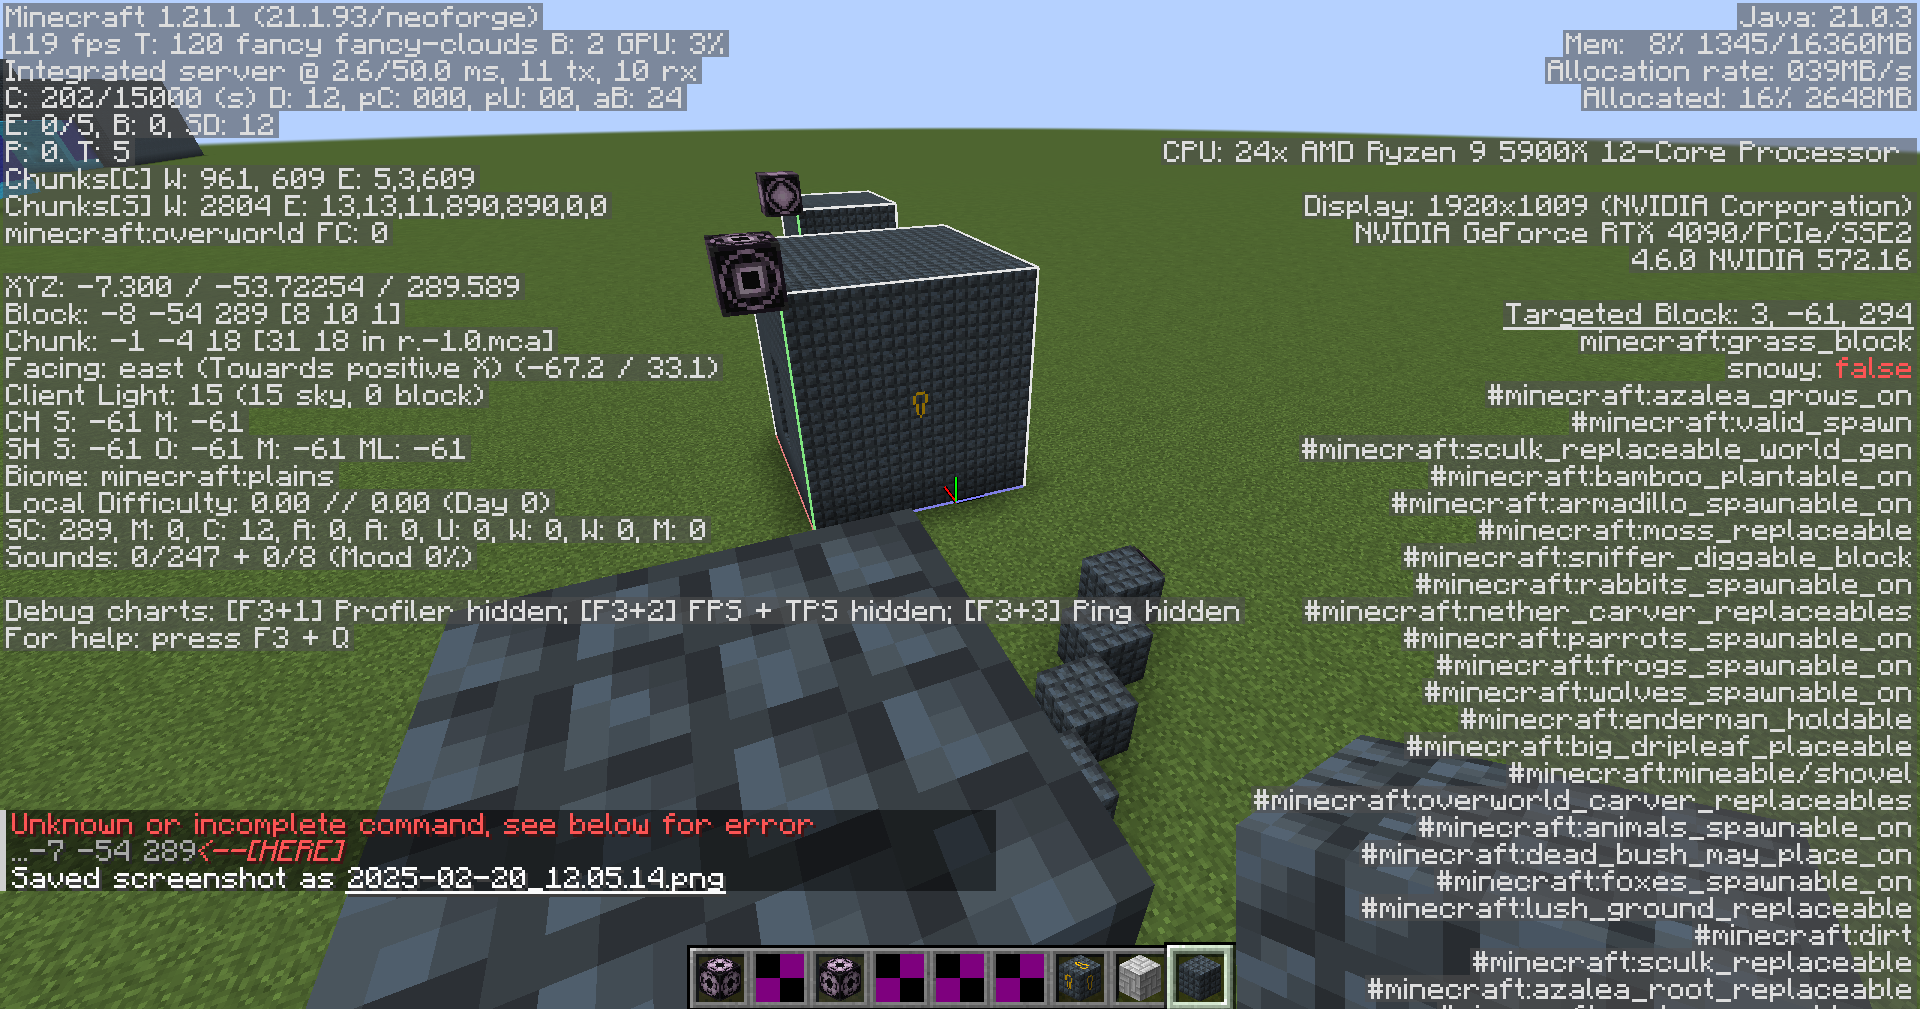 Minecraft 1.21.1 (21.1.93/neoforge)
119 fps T: 120 fancy fancy-clouds B: 2 GPU: 3%
Integrated server @ 2.6/50.0 ms, 11 tx, 10 rx
C: 202/15000 (s) D: 12, pC: 000, pU: 00, aB: 24
E: 0/5, B: 0, SD: 12
P: 0. T: 5
Chunks[C] W: 961, 609 E: 5,3,609
Chunks[S] W: 2804 E: 13,13,11,890,890,0,0
minecraft:overworld FC: 0
XYZ: -7.300 / -53.72254 / 289.589
Block: -8 -54 289 [8 10 1]
Chunk: -1 -4 18 [31 18 in r.-1.0.mca]
Facing: east (Towards positive X) (-67.2 / 33.1)
Client Light: 15 (15 sky, 0 block)
CH S: -61 M: -61
SH S: -61 O: -61 M: -61 ML: -61
Biome: minecraft:plains
Local Difficulty: 0.00 // 0.00 (Day 0)
SC: 289, M: 0, C: 12, A: 0, A: 0, U: 0, W: 0, W: 0, M: 0
Sounds: 0/247 + 0/8 (Mood 0%)
Debug charts: [F3+1] Profiler hidden; [F3+2] FPS + TPS hidden; [F3+3] Ping hidden
For help: press F3 + Q
Unknown or incomplete command, see below for error
...-7 -54 289<--[HERE]
Saved screenshot as 2025-02-20_12.05.14.png
Java: 21.0.3
Mem: 8% 1345/16360MB
Allocation rate: 039MB/s
Allocated: 16% 2648MB
CPU: 24x AMD Ryzen 9 5900X 12-Core Processor
Display: 1920x1009 (NVIDIA Corporation)
NVIDIA GeForce RTX 4090/PCIe/SSE2
4.6.0 NVIDIA 572.16
Targeted Block: 3, -61, 294
minecraft:grass_block
snowy: false
#minecraft:azalea_grows_on
#minecraft:valid_spawn
#minecraft:sculk_replaceable_world_gen
#minecraft:bamboo_plantable_on
#minecraft:armadillo_spawnable_on
#minecraft:moss_replaceable
#minecraft:sniffer_diggable_block
#minecraft:rabbits_spawnable_on
#minecraft:nether_carver_replaceables
#minecraft:parrots_spawnable_on
#minecraft:frogs_spawnable_on
#minecraft:wolves_spawnable_on
#minecraft:enderman_holdable
#minecraft:big_dripleaf_placeable
#minecraft:mineable/shovel
#minecraft:overworld_carver_replaceables
#minecraft:animals_spawnable_on
#minecraft:dead_bush_may_place_on
#minecraft:foxes_spawnable_on
#minecraft:lush_ground_replaceable
#minecraft:dirt
#minecraft:sculk_replaceable
#minecraft:azalea_root_replaceable